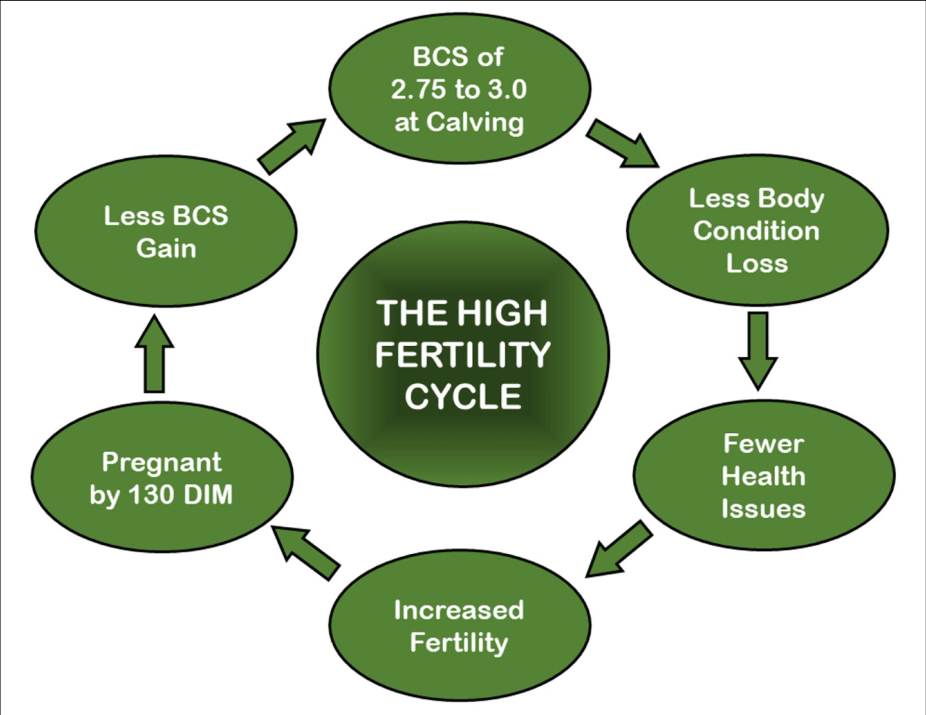 BCS of
2.75 to 3.0
at Calving
Less Body
Condition
Loss
Fewer
Health
Issues
Increased
Fertility
Pregnant
by 130 DIM
Less BCS
Gain
THE HIGH
FERTILITY
CYCLE